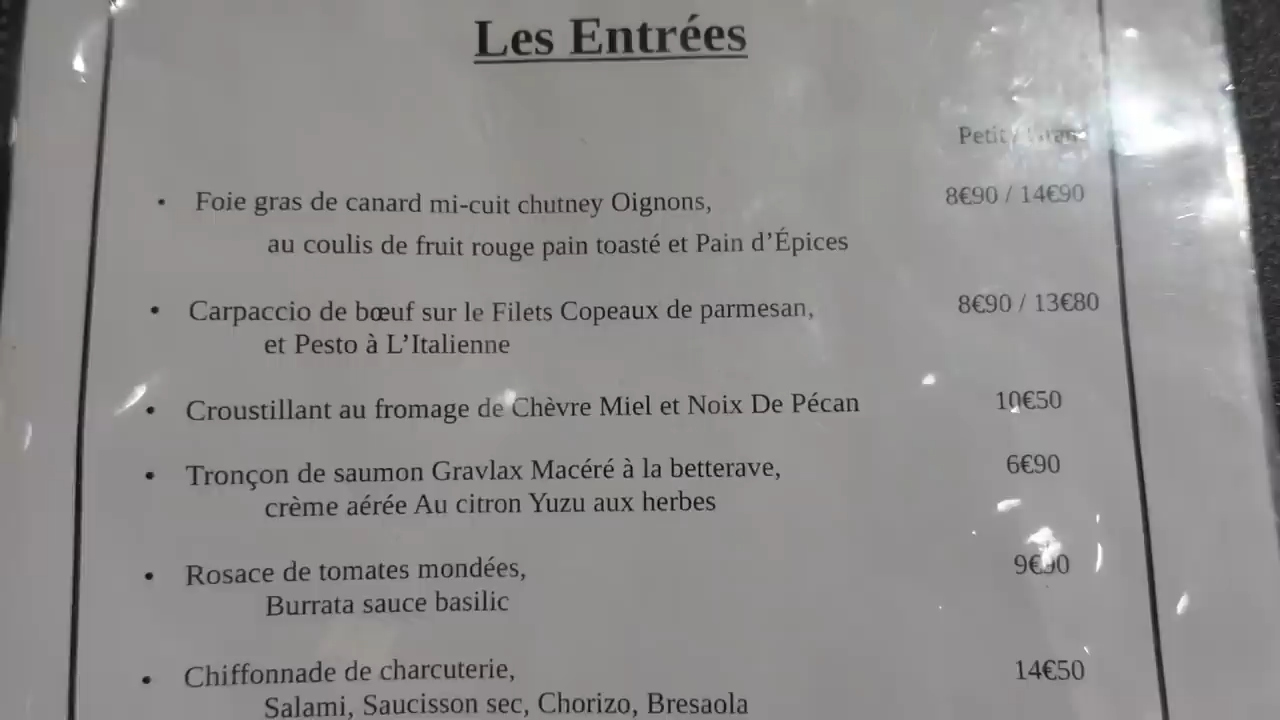 Les Entrées
Petit /
• Foie gras de canard mi-cuit chutney Oignons, 8€90 / 14€90
au coulis de fruit rouge pain toasté et Pain d'Épices
• Carpaccio de bœuf sur le Filets Copeaux de parmesan, 8€90 / 13€80
et Pesto à L'Italienne
• Croustillant au fromage de Chèvre Miel et Noix De Pécan 10€50
• Tronçon de saumon Gravlax Macéré à la betterave, 6€90
crème aérée Au citron Yuzu aux herbes
• Rosace de tomates mondées,
Burrata sauce basilic
• Chiffonnade de charcuterie, 14€50
Salami, Saucisson sec, Chorizo, Bresaola